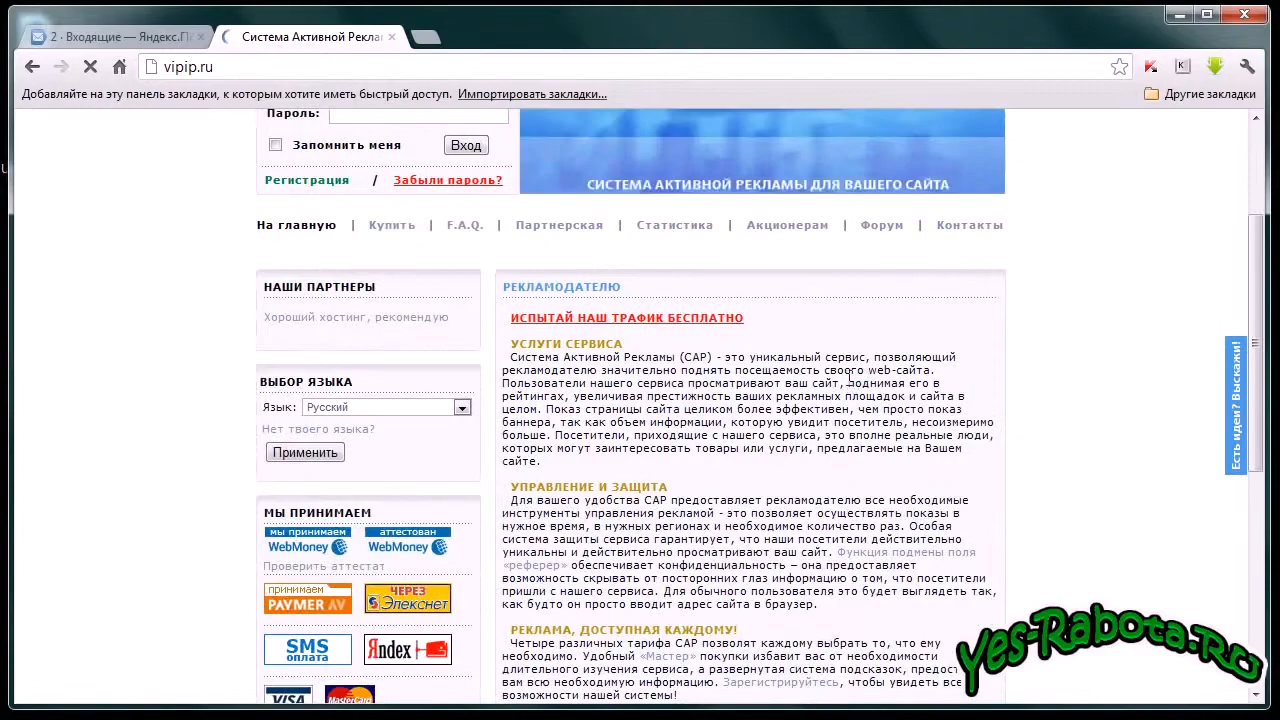 2 · Входящие — Яндекс.П
Система Активной Рекла
vipip.ru
Добавляйте на эту панель закладки, к которым хотите иметь быстрый доступ. Импортировать закладки...
Другие закладки
Пароль:
Запомнить меня
Вход
Регистрация / Забыли пароль?
СИСТЕМА АКТИВНОЙ РЕКЛАМЫ ДЛЯ ВАШЕГО САЙТА
На главную | Купить | F.A.Q. | Партнерская | Статистика | Акционерам | Форум | Контакты
НАШИ ПАРТНЕРЫ
Хороший хостинг, рекомендую
ВЫБОР ЯЗЫКА
Язык: Русский
Нет твоего языка?
Применить
МЫ ПРИНИМАЕМ
мы принимаем
WebMoney
аттестован
WebMoney
Проверить аттестат
принимаем
PAYMER АV
ЧЕРЕЗ
Элекснет
SMS
оплата
Яndex
VISA
MasterCard
РЕКЛАМОДАТЕЛЮ
ИСПЫТАЙ НАШ ТРАФИК БЕСПЛАТНО
УСЛУГИ СЕРВИСА
Система Активной Рекламы (САР) - это уникальный сервис, позволяющий
рекламодателю значительно поднять посещаемость своего web-сайта.
Пользователи нашего сервиса просматривают ваш сайт, поднимая его в
рейтингах, увеличивая престижность ваших рекламных площадок и сайта в
целом. Показ страницы сайта целиком более эффективен, чем просто показ
баннера, так как объем информации, которую увидит посетитель, несоизмеримо
больше. Посетители, приходящие с нашего сервиса, это вполне реальные люди,
которых могут заинтересовать товары или услуги, предлагаемые на Вашем
сайте.
УПРАВЛЕНИЕ И ЗАЩИТА
Для вашего удобства САР предоставляет рекламодателю все необходимые
инструменты управления рекламой - это позволяет осуществлять показы в
нужное время, в нужных регионах и необходимое количество раз. Особая
система защиты сервиса гарантирует, что наши посетители действительно
уникальны и действительно просматривают ваш сайт. Функция подмены поля
«реферер» обеспечивает конфиденциальность – она предоставляет
возможность скрывать от посторонних глаз информацию о том, что посетители
пришли с нашего сервиса. Для обычного пользователя это будет выглядеть так,
как будто он просто вводит адрес сайта в браузер.
РЕКЛАМА, ДОСТУПНАЯ КАЖДОМУ!
Четыре различных тарифа САР позволят каждому выбрать то, что ему
необходимо. Удобный «Мастер» покупки избавит вас от необходимости
длительного изучения сервиса, а развернутая система подсказок, предост
вам всю необходимую информацию. Зарегистрируйтесь, чтобы увидеть все
возможности нашей системы!
Есть идеи? Выскажи!
Yes-Rabota.Ru